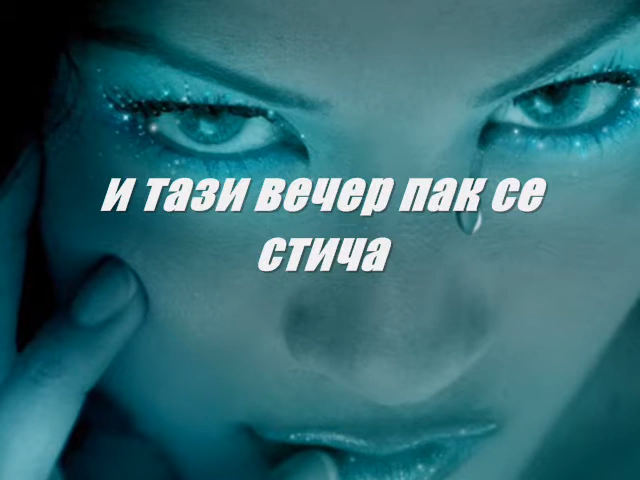 и тази вечер пак се
стича